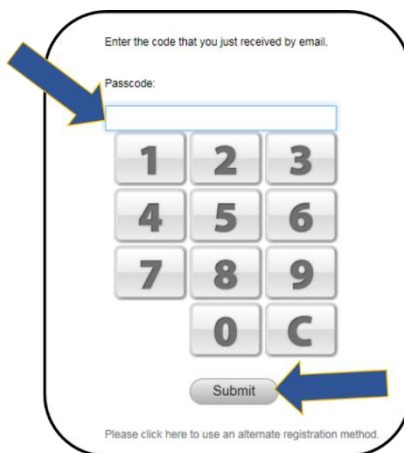 Enter the code that you just received by email.
Passcode:
1 2 3
4 5 6
7 8 9
0 C
Submit
Please click here to use an alternate registration method.